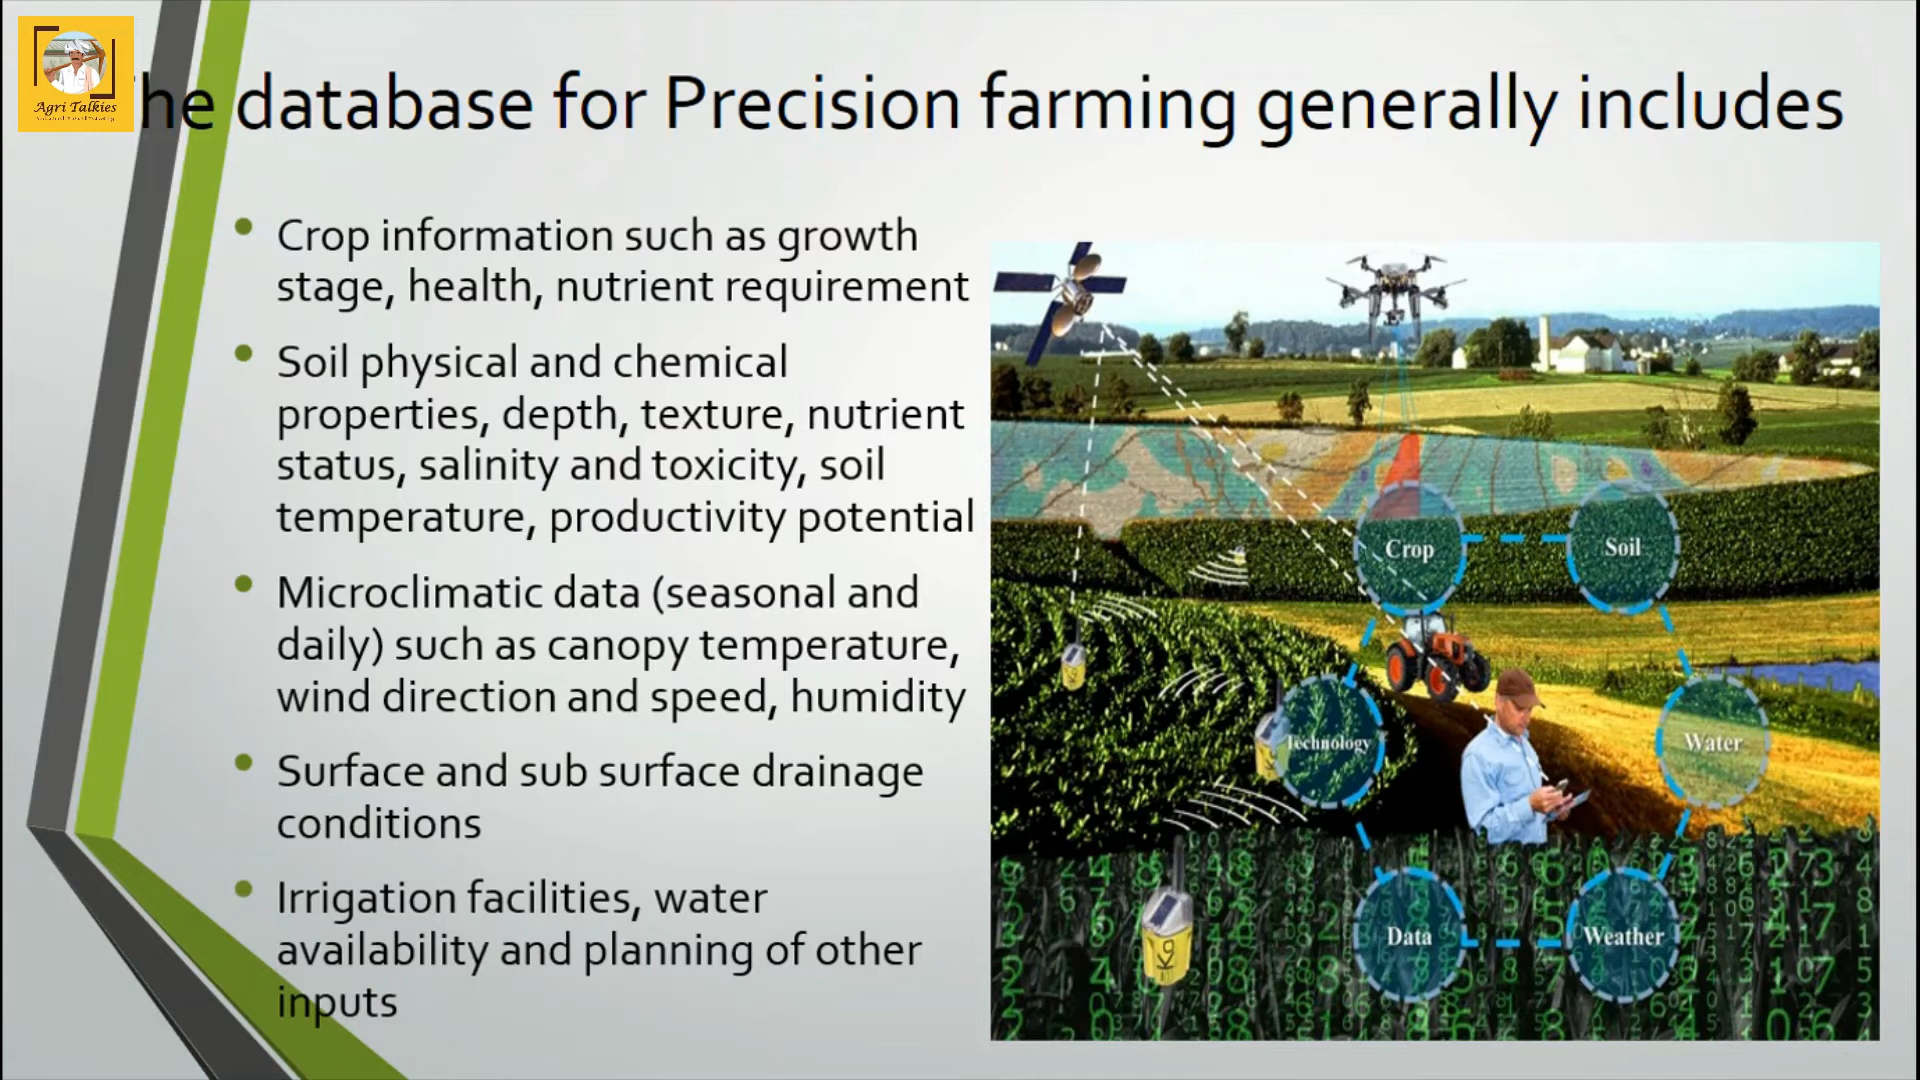 Agri Talkies
he database for Precision farming generally includes
Crop information such as growth
stage, health, nutrient requirement
Soil physical and chemical
properties, depth, texture, nutrient
status, salinity and toxicity, soil
temperature, productivity potential
Microclimatic data (seasonal and
daily) such as canopy temperature,
wind direction and speed, humidity
Surface and sub surface drainage
conditions
Irrigation facilities, water
availability and planning of other
inputs
Crop
Soil
Technology
Water
Data
Weather